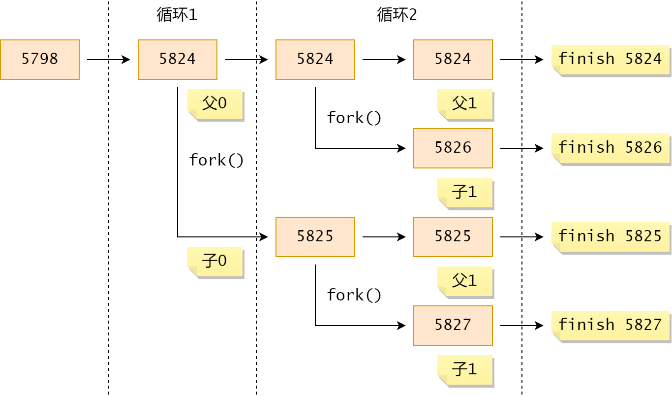 循环1
循环2
5798
5824
5824
5824
finish 5824
父0
父1
fork()
5826
finish 5826
fork()
子1
5825
5825
finish 5825
子0
父1
fork()
5827
finish 5827
子1